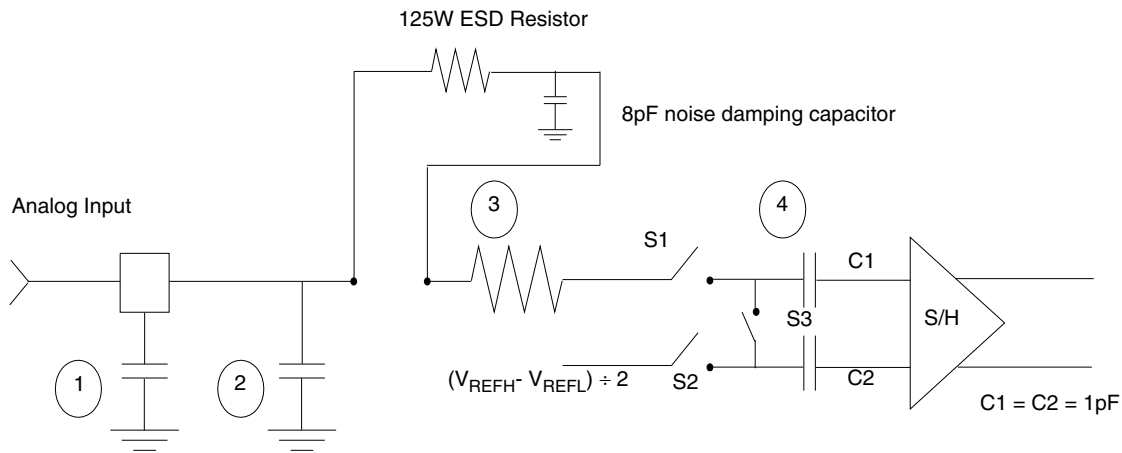 125W ESD Resistor
8pF noise damping capacitor
Analog Input
3
4
S1
C1
S3
S/H
1
2
(VREFH- VREFL) ÷ 2
S2
C2
C1 = C2 = 1pF